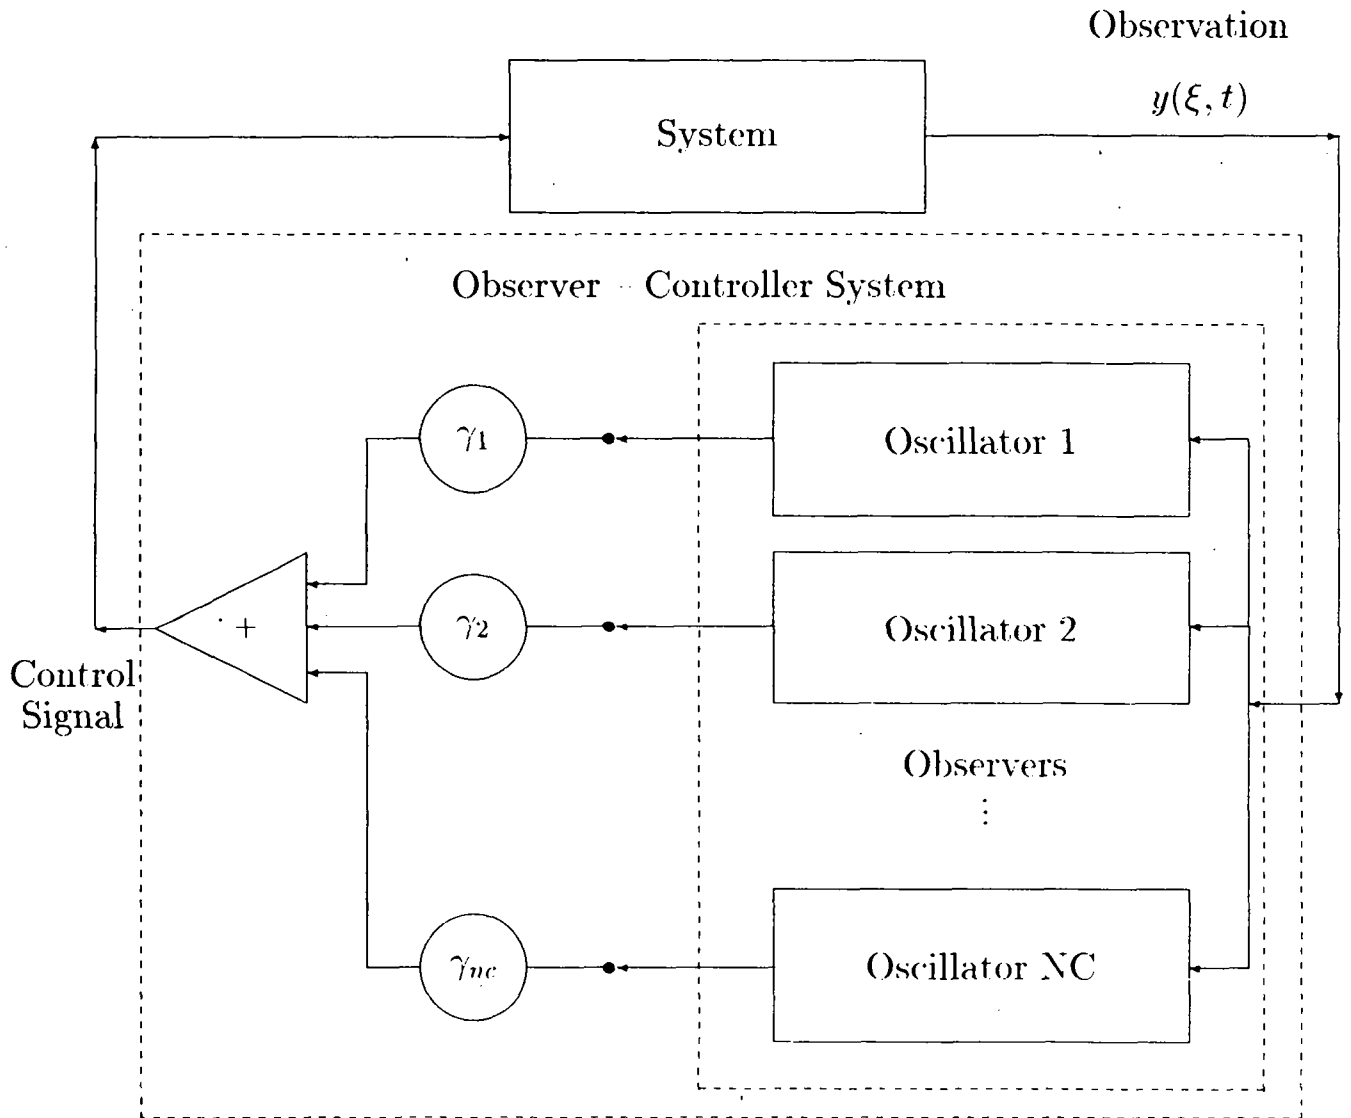 Observation
y(ξ, t)
System
Observer - Controller System
γ1
Oscillator 1
γ2
+
Oscillator 2
Control
Signal
Observers
⋮
γnc
Oscillator NC